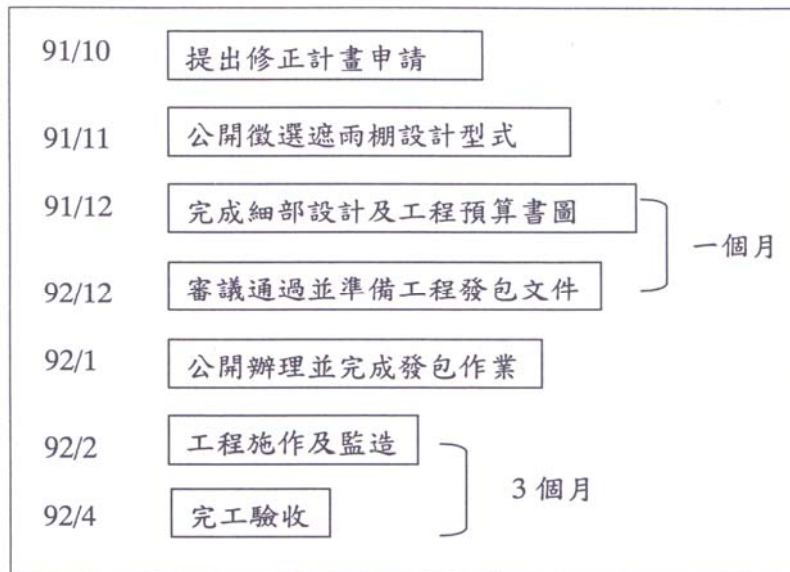 91/10 提出修正計畫申請
91/11 公開徵選遮雨棚設計型式
91/12 完成細部設計及工程預算書圖
一個月
92/12 審議通過並準備工程發包文件
92/1 公開辦理並完成發包作業
92/2 工程施作及監造
3 個月
92/4 完工驗收